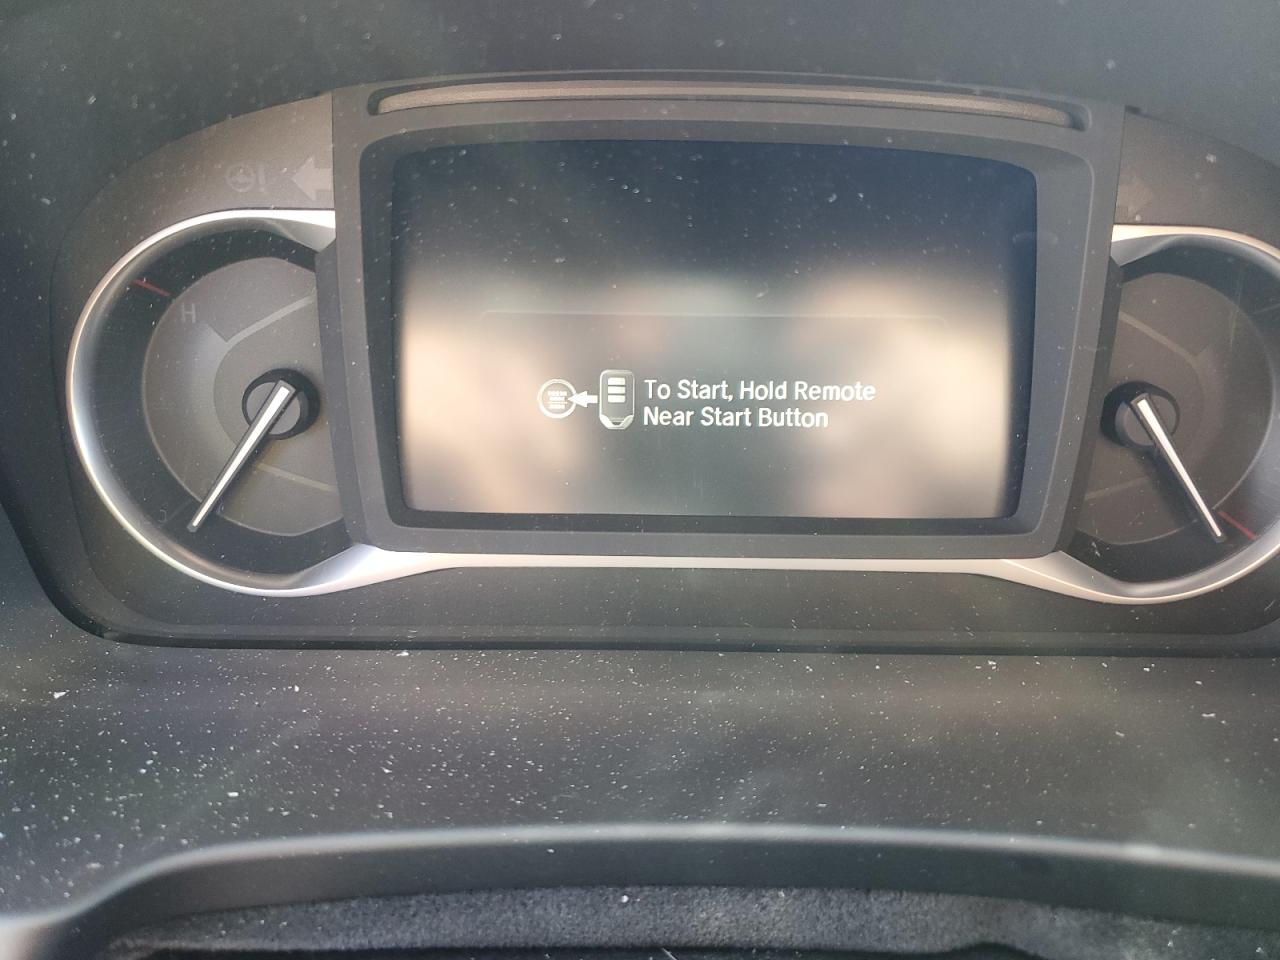 H
To Start, Hold Remote
Near Start Button